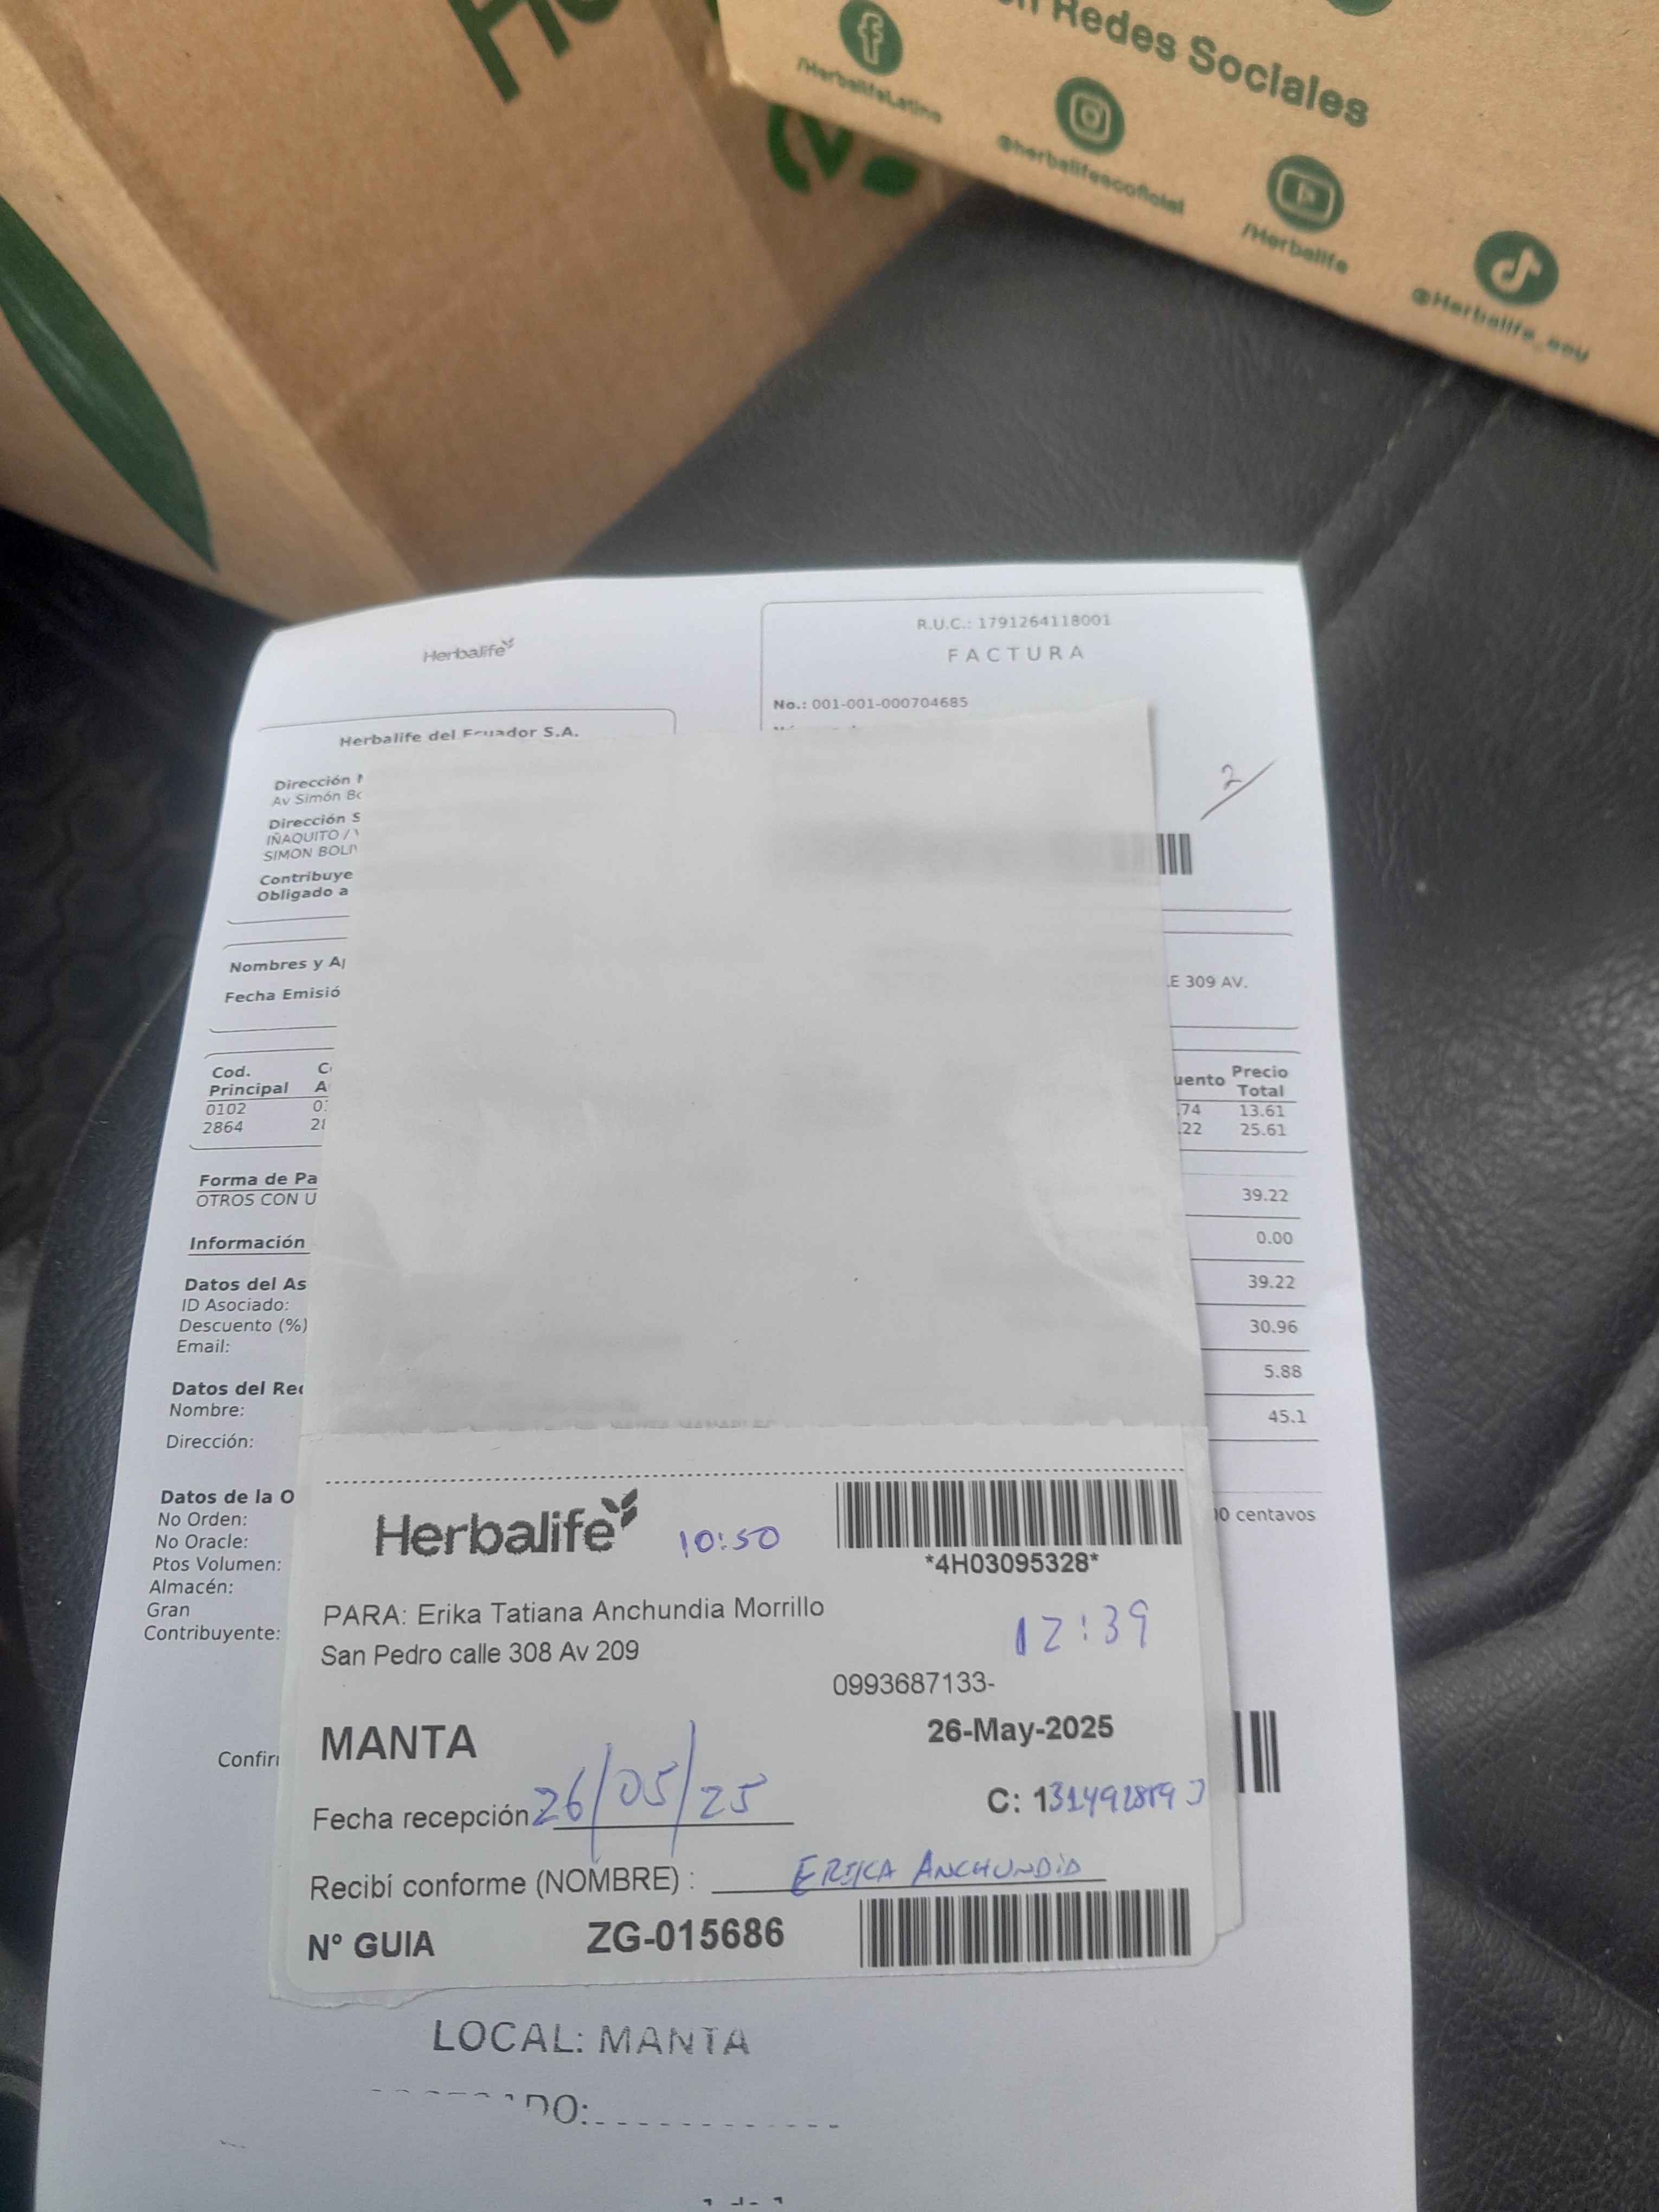 n Redes Sociales
/HerbalifeLatino
@herbalifeecoficial
/Herbalife
R.U.C.: 1791264118001
FACTURA
Herbalife
No.: 001-001-000704685
Herbalife del Ecuador S.A.
2/
Dirección
Av Simón Bo
Dirección S
IÑAQUITO /
SIMON BOLI
Contribuye
Obligado a
Nombres y A
Fecha Emisió
E 309 AV.
Cod. Principal
uento Precio Total
0102 .74 13.61
2864 .22 25.61
Forma de Pa
OTROS CON U
39.22
Información
0.00
Datos del As
39.22
ID Asociado:
Descuento (%)
30.96
Email:
5.88
Datos del Rec
Nombre:
45.1
Dirección:
Datos de la O
No Orden:
0 centavos
No Oracle:
Ptos Volumen:
Almacén:
Gran
Contribuyente:
Confir
Herbalife 10:50
*4H03095328*
PARA: Erika Tatiana Anchundia Morrillo
12:39
San Pedro calle 308 Av 209
0993687133-
MANTA
26-May-2025
Fecha recepción 26/05/25
C:
Recibí conforme (NOMBRE) : ERIKA ANCHUNDIA
N° GUIA ZG-015686
LOCAL: MANTA
DO: